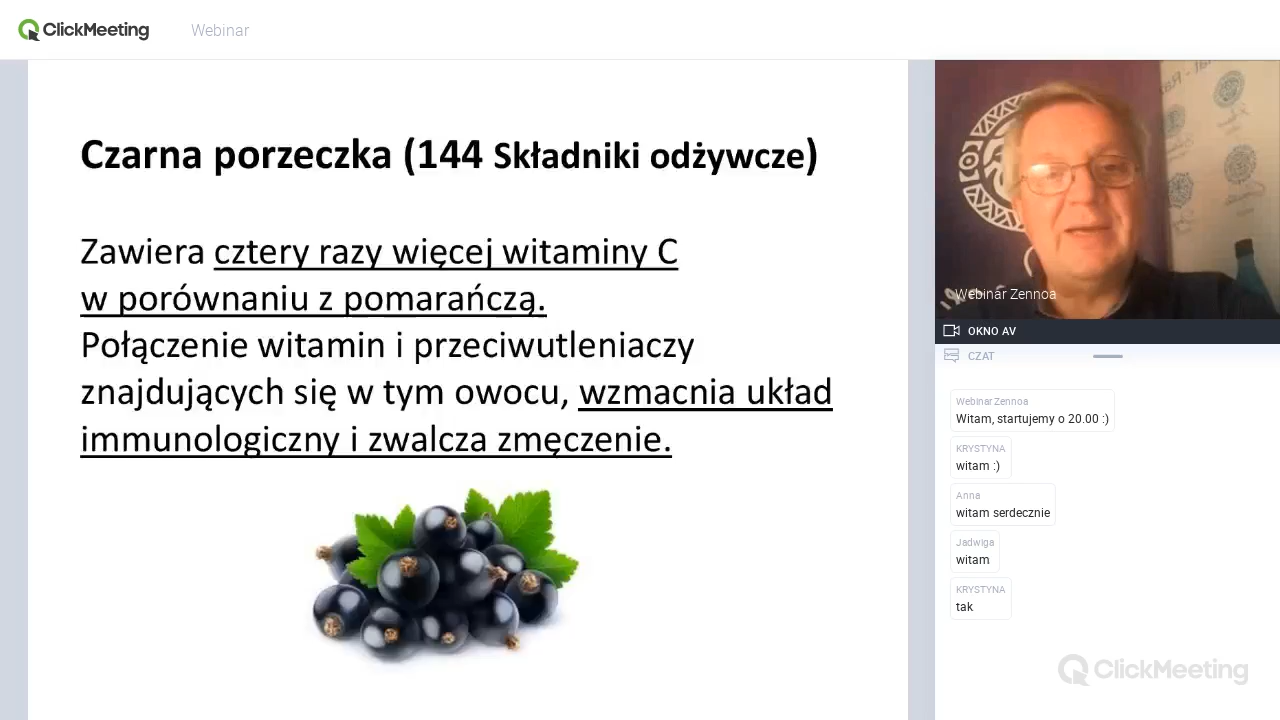 ClickMeeting
Webinar
Czarna porzeczka (144 Składniki odżywcze)
Zawiera cztery razy więcej witaminy C
w porównaniu z pomarańczą.
Połączenie witamin i przeciwutleniaczy
znajdujących się w tym owocu, wzmacnia układ
immunologiczny i zwalcza zmęczenie.
Webinar Zennoa
OKNO AV
CZAT
Webinar Zennoa
Witam, startujemy o 20.00 :)
KRYSTYNA
witam :)
Anna
witam serdecznie
Jadwiga
witam
KRYSTYNA
tak
ClickMeeting